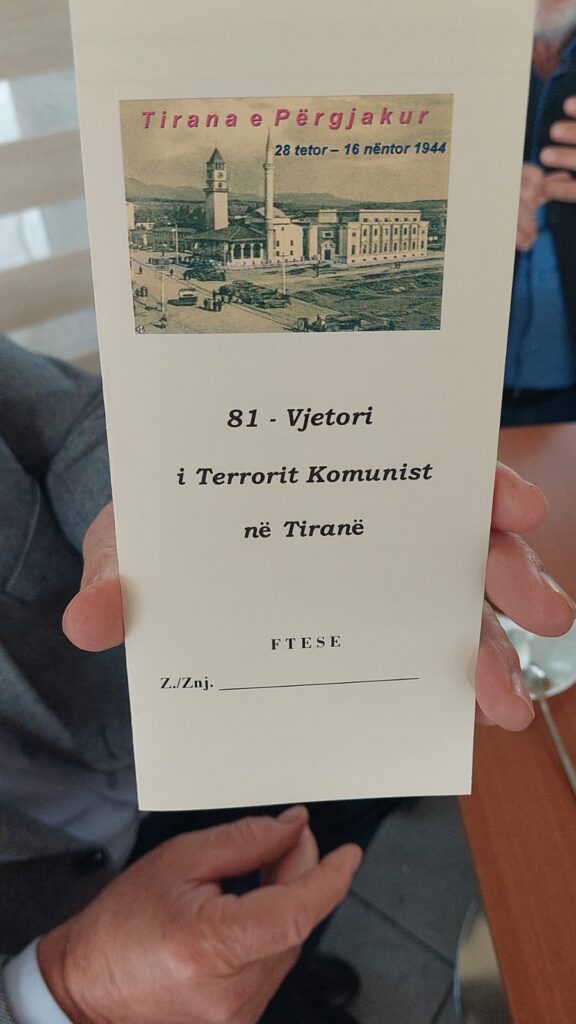 Tirana e Përgjakur
28 tetor – 16 nëntor 1944
81 - Vjetori
i Terrorit Komunist
në Tiranë
FTESE
Z./Znj.